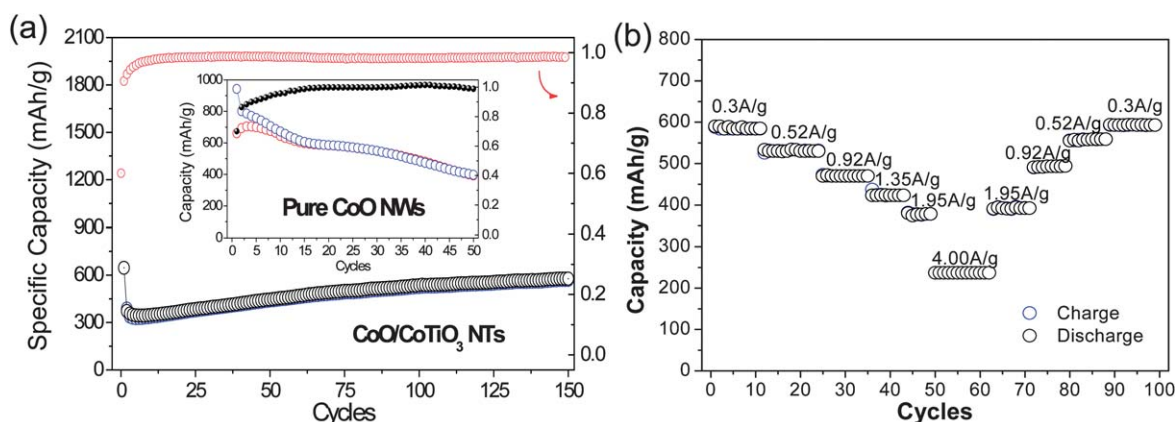 (a)
2100
1800
1500
1200
900
600
300
0
Specific Capacity (mAh/g)
1.0
0.8
0.6
0.4
0.2
0.0
0
25
50
75
100
125
150
Cycles
CoO/CoTiO₃ NTs
1000
800
600
400
200
0
Capacity (mAh/g)
1.0
0.8
0.6
0.4
0.2
0.0
0 5 10 15 20 25 30 35 40 45 50
Cycles
Pure CoO NWs
(b)
800
700
600
500
400
300
200
100
0
Capacity (mAh/g)
0.3A/g
0.52A/g
0.92A/g
1.35A/g
1.95A/g
4.00A/g
1.95A/g
0.92A/g
0.52A/g
0.3A/g
Charge
Discharge
0 10 20 30 40 50 60 70 80 90 100
Cycles